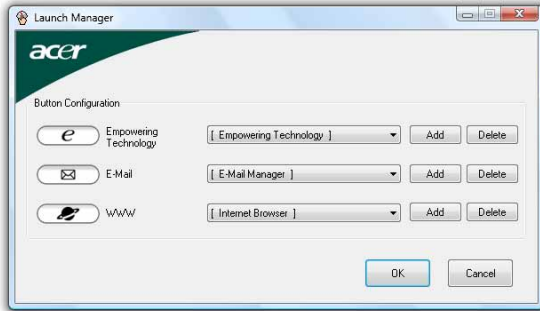 Launch Manager
acer
Button Configuration
e Empowering Technology [ Empowering Technology ] Add Delete
E-Mail [ E-Mail Manager ] Add Delete
WWW [ Internet Browser ] Add Delete
OK Cancel